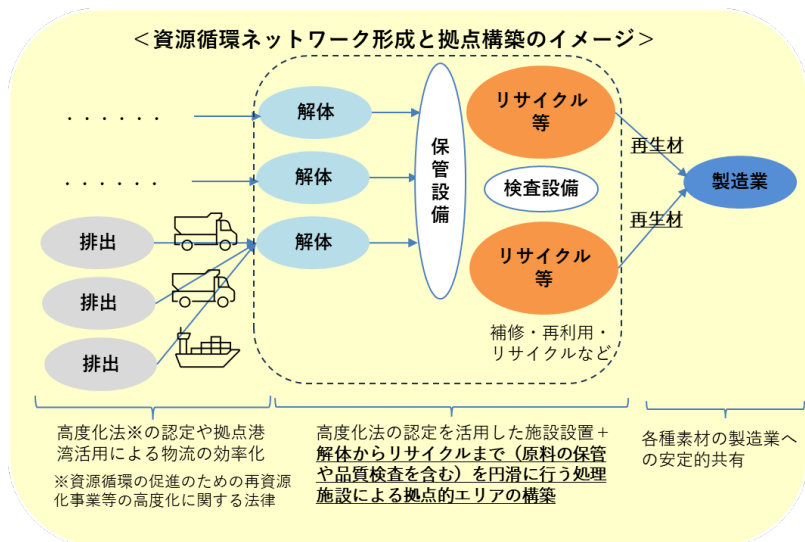 ＜資源循環ネットワーク形成と拠点構築のイメージ＞
・・・・・・
解体
・・・・・・
解体
排出
解体
排出
排出
保管設備
リサイクル
等
検査設備
リサイクル
等
補修・再利用・
リサイクルなど
再生材
再生材
製造業
高度化法※の認定や拠点港
湾活用による物流の効率化
※資源循環の促進のための再資源
化事業等の高度化に関する法律
高度化法の認定を活用した施設設置＋
解体からリサイクルまで（原料の保管
や品質検査を含む）を円滑に行う処理
施設による拠点的エリアの構築
各種素材の製造業へ
の安定的共有